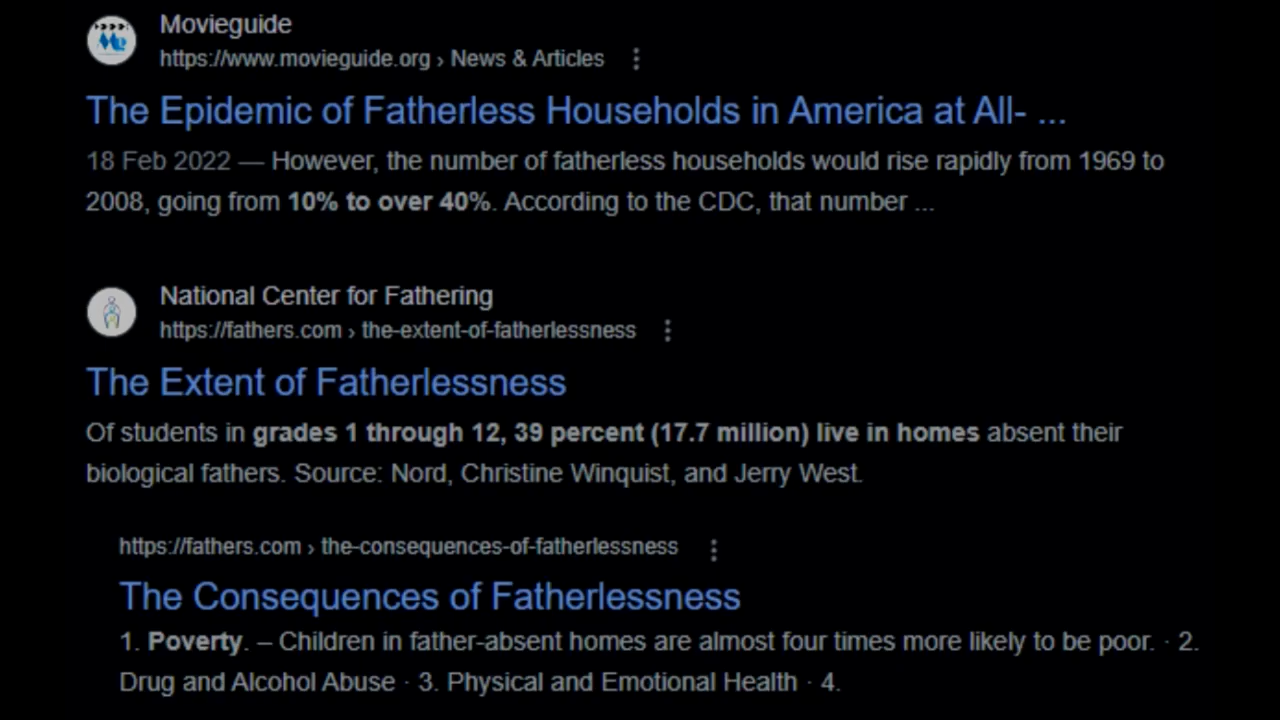 Movieguide
https://www.movieguide.org › News & Articles
The Epidemic of Fatherless Households in America at All- ...
18 Feb 2022 — However, the number of fatherless households would rise rapidly from 1969 to
2008, going from 10% to over 40%. According to the CDC, that number ...
National Center for Fathering
https://fathers.com › the-extent-of-fatherlessness
The Extent of Fatherlessness
Of students in grades 1 through 12, 39 percent (17.7 million) live in homes absent their
biological fathers. Source: Nord, Christine Winquist, and Jerry West.
https://fathers.com › the-consequences-of-fatherlessness
The Consequences of Fatherlessness
1. Poverty. – Children in father-absent homes are almost four times more likely to be poor. · 2.
Drug and Alcohol Abuse · 3. Physical and Emotional Health · 4.